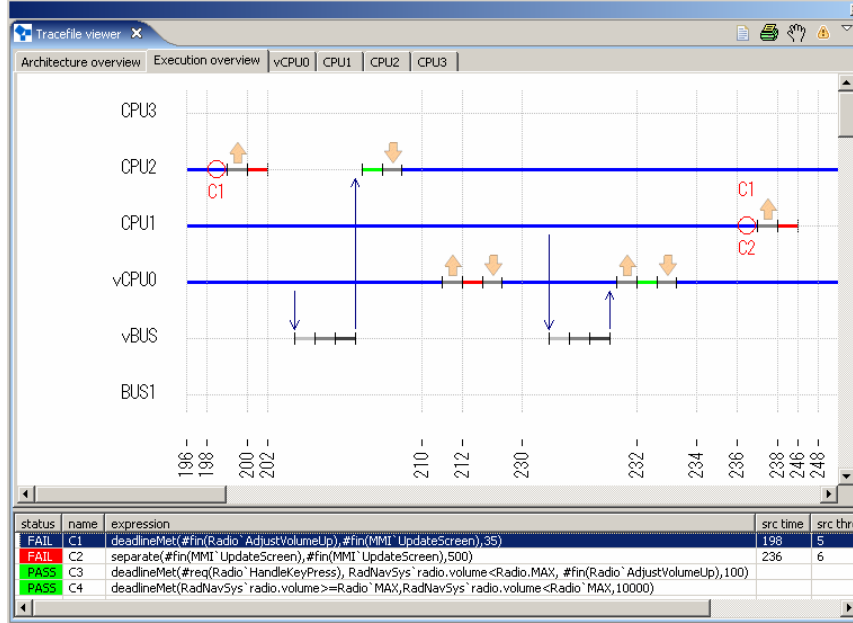 Tracefile viewer
Architecture overview Execution overview vCPU0 CPU1 CPU2 CPU3
CPU3
CPU2
C1
C1
CPU1
C2
vCPU0
vBUS
BUS1
196 198 200 202 210 212 230 232 234 236 238 246 248
status name expression src time src thre
FAIL C1 deadlineMet(#fin(Radio`AdjustVolumeUp),#fin(MMI`UpdateScreen),35) 198 5
FAIL C2 separate(#fin(MMI`UpdateScreen),#fin(MMI`UpdateScreen),500) 236 6
PASS C3 deadlineMet(#req(Radio`HandleKeyPress), RadNavSys`radio.volume<Radio.MAX, #fin(Radio`AdjustVolumeUp),100)
PASS C4 deadlineMet(RadNavSys`radio.volume>=Radio`MAX,RadNavSys`radio.volume<Radio`MAX,10000)